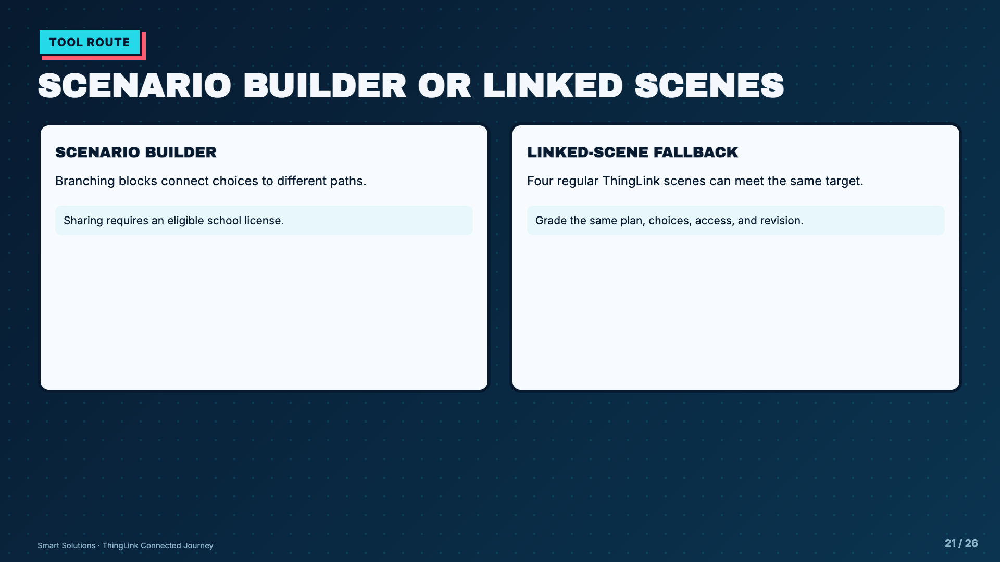 TOOL ROUTE
SCENARIO BUILDER OR LINKED SCENES
SCENARIO BUILDER
Branching blocks connect choices to different paths.
Sharing requires an eligible school license.
LINKED-SCENE FALLBACK
Four regular ThingLink scenes can meet the same target.
Grade the same plan, choices, access, and revision.
Smart Solutions · ThingLink Connected Journey
21 / 26